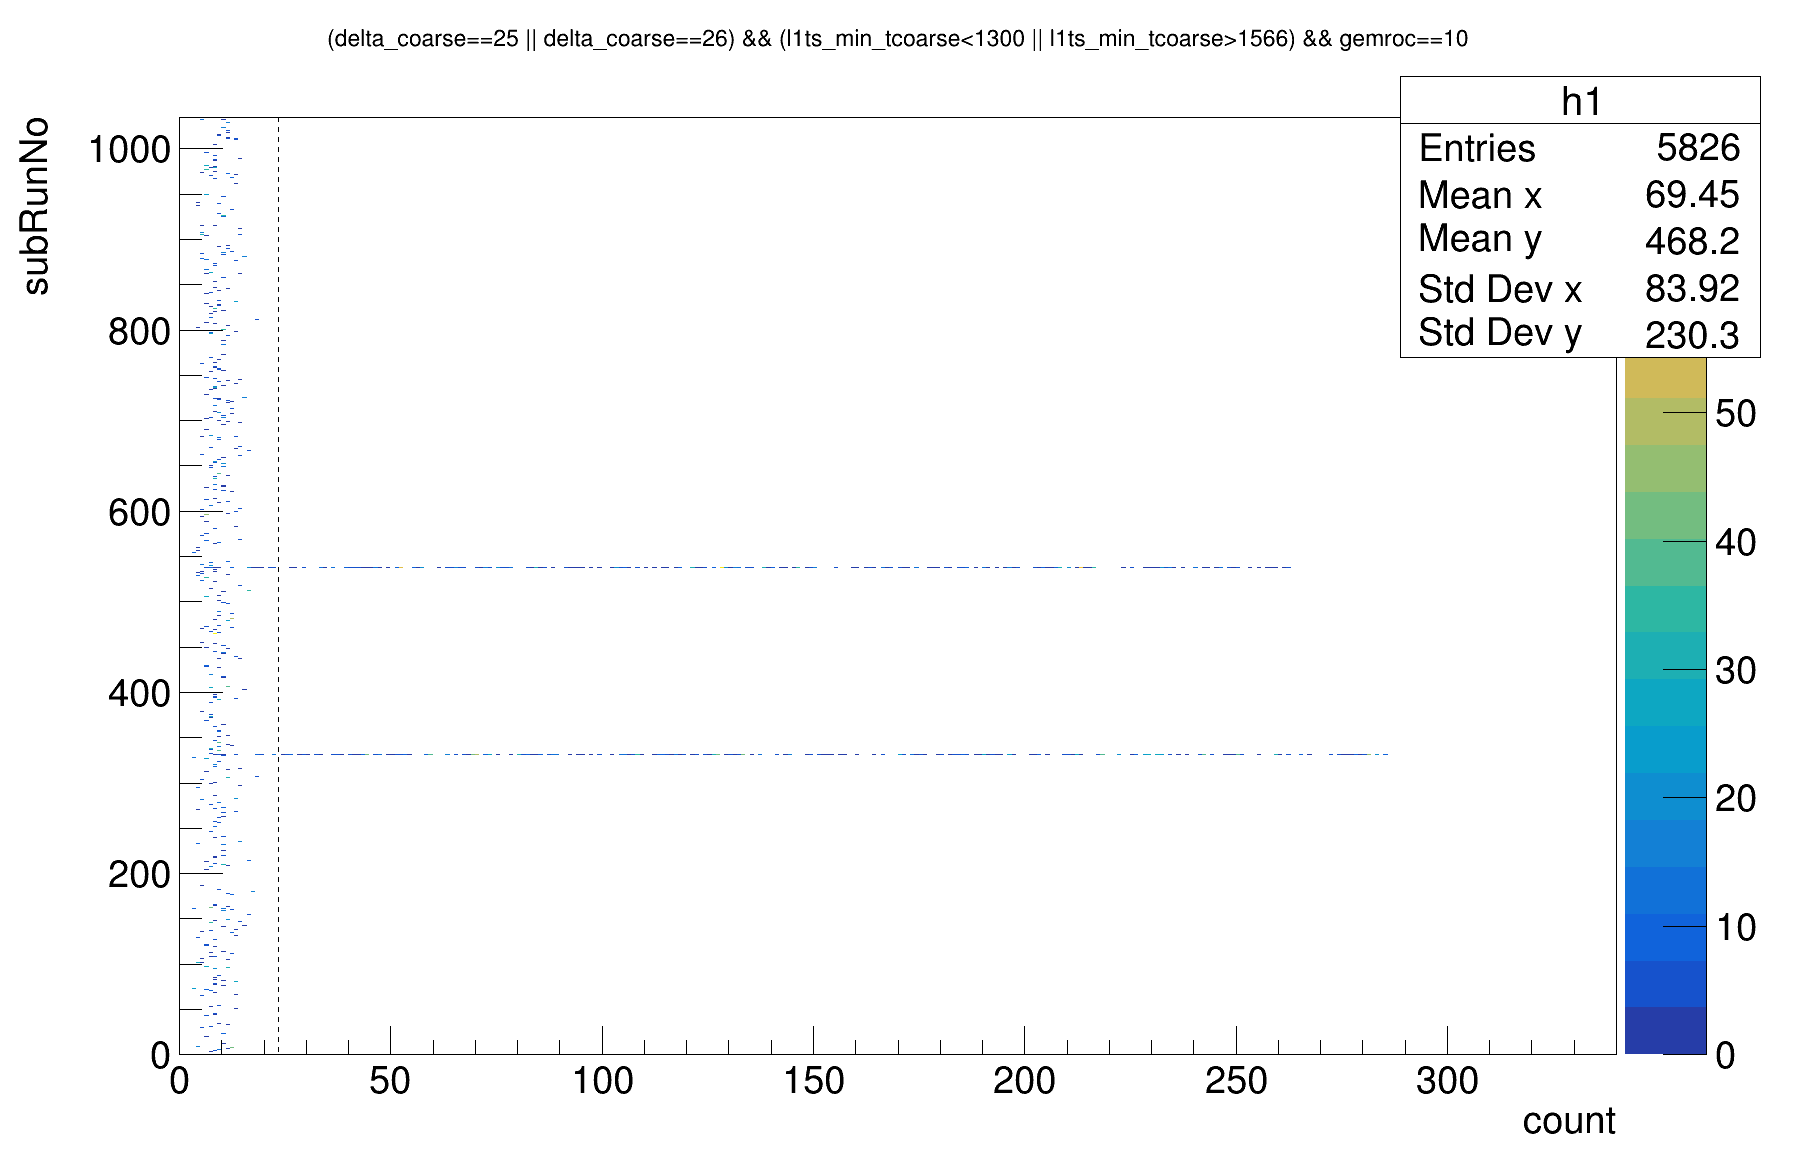 (delta_coarse==25 || delta_coarse==26) && (l1ts_min_tcoarse<1300 || l1ts_min_tcoarse>1566) && gemroc==10
h1
Entries 5826
Mean x 69.45
Mean y 468.2
Std Dev x 83.92
Std Dev y 230.3
subRunNo
1000
800
600
400
200
0
50
40
30
20
10
0
0 50 100 150 200 250 300
count